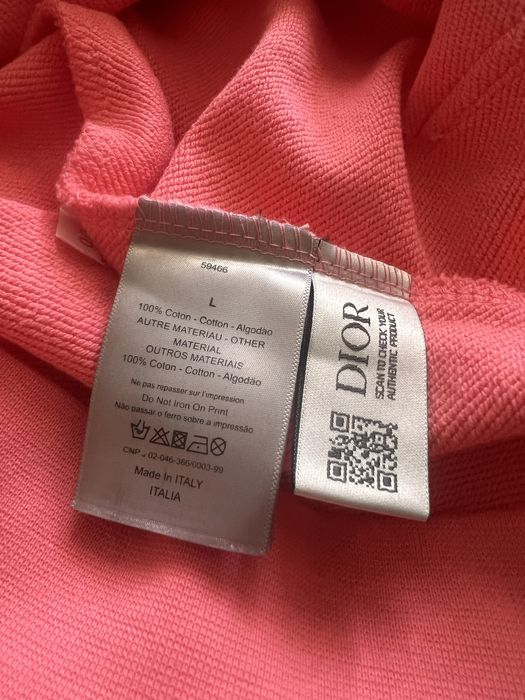 59466
L
100% Coton - Cotton - Algodão
AUTRE MATERIAU - OTHER
MATERIAL
OUTROS MATERIAIS
100% Coton - Cotton - Algodão
Ne pas repasser sur l'impression
Do Not Iron On Print
Não passar o ferro sobre a impressão
CNP 02-046-366/0003-99
Made In ITALY
ITALIA
DIOR
SCAN TO CHECK YOUR
AUTHENTIC PRODUCT